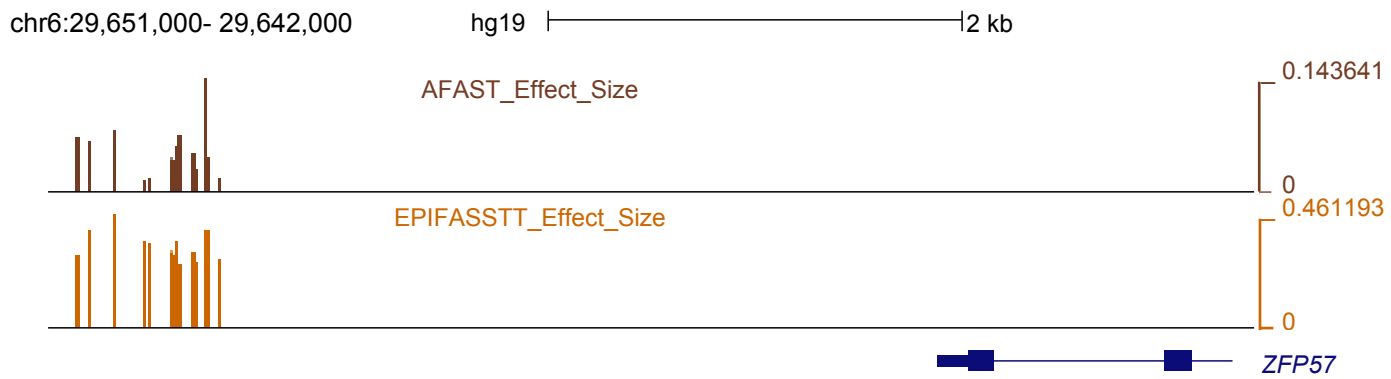 chr6:29,651,000- 29,642,000 hg19 2 kb
AFAST_Effect_Size 0.143641
0
EPIFASSTT_Effect_Size 0.461193
0
ZFP57